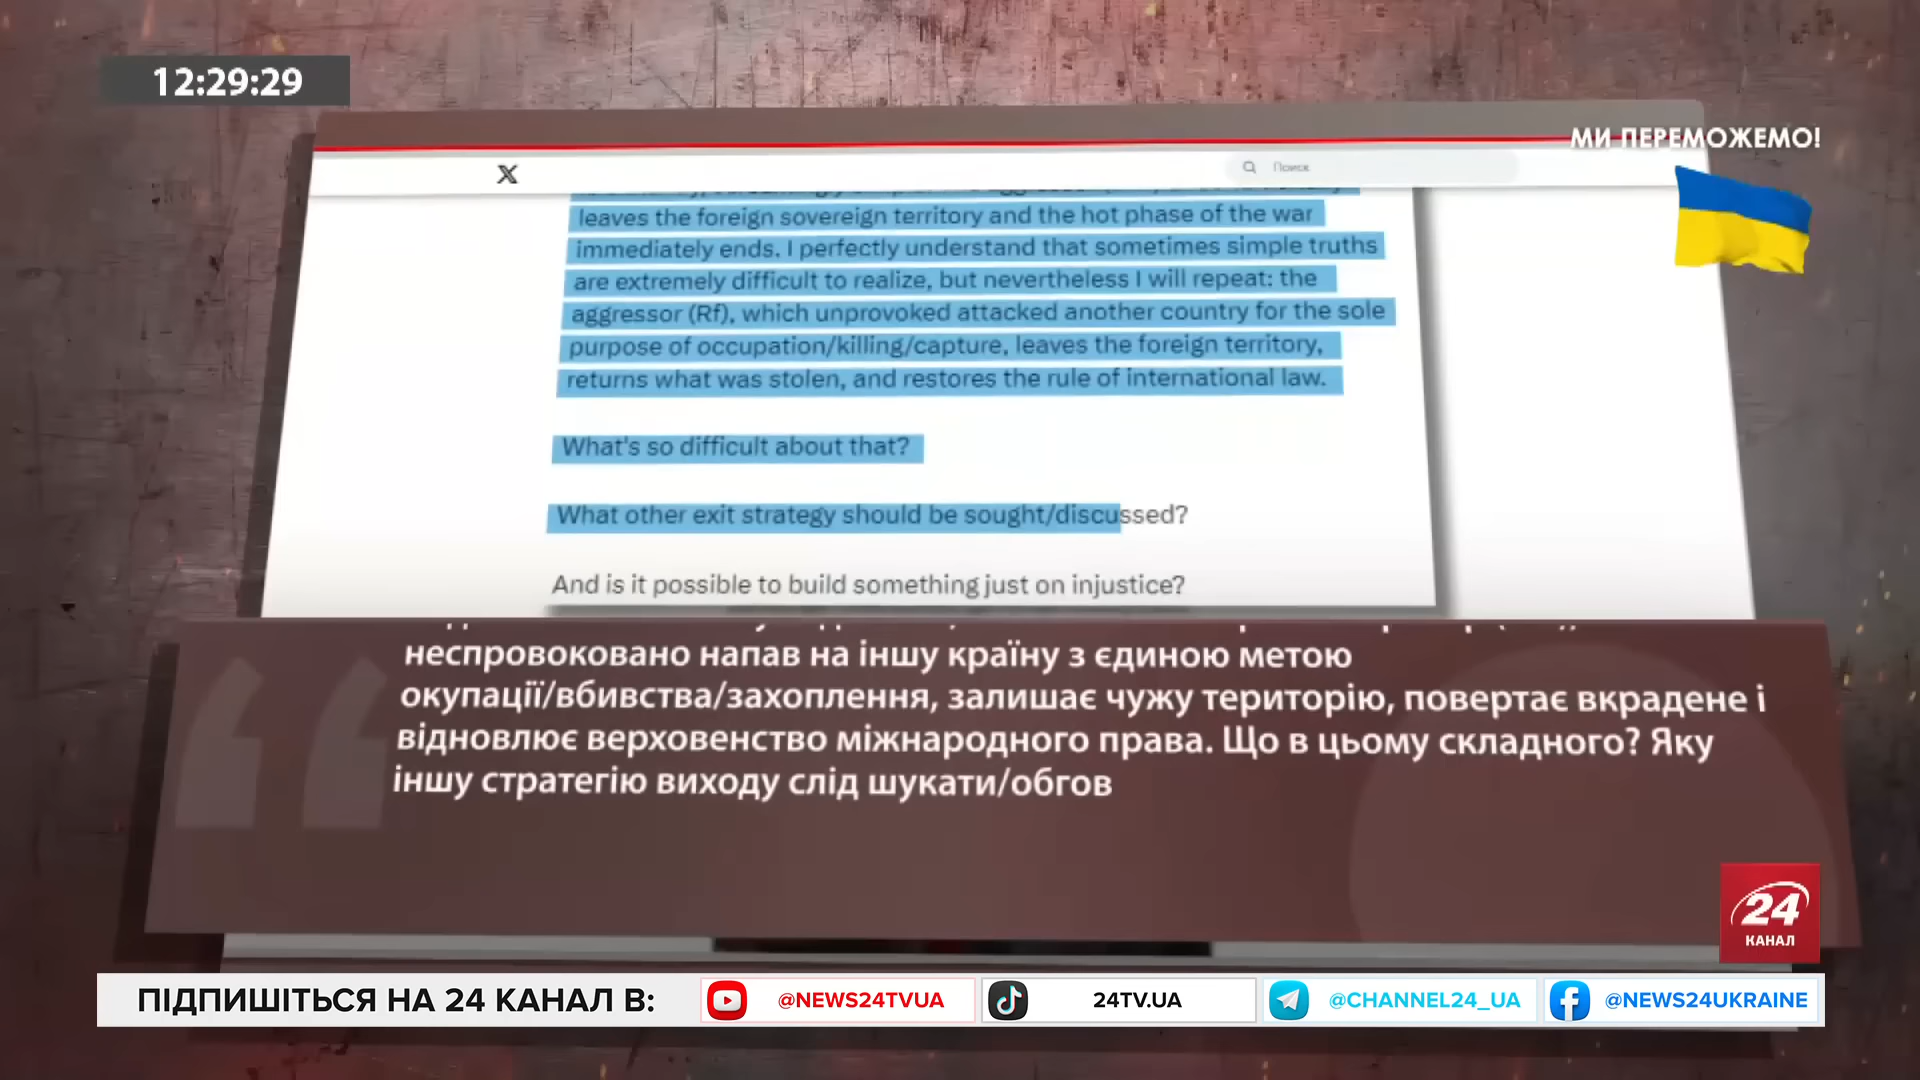 12:29:29
МИ ПЕРЕМОЖЕМО!
X
Поиск
leaves the foreign sovereign territory and the hot phase of the war
immediately ends. I perfectly understand that sometimes simple truths
are extremely difficult to realize, but nevertheless I will repeat: the
aggressor (Rf), which unprovoked attacked another country for the sole
purpose of occupation/killing/capture, leaves the foreign territory,
returns what was stolen, and restores the rule of international law.
What's so difficult about that?
What other exit strategy should be sought/discussed?
And is it possible to build something just on injustice?
неспровоковано напав на іншу країну з єдиною метою
окупації/вбивства/захоплення, залишає чужу територію, повертає вкрадене і
відновлює верховенство міжнародного права. Що в цьому складного? Яку
іншу стратегію виходу слід шукати/обгов
24
КАНАЛ
ПІДПИШІТЬСЯ НА 24 КАНАЛ В: @NEWS24TVUA 24TV.UA @CHANNEL24_UA @NEWS24UKRAINE